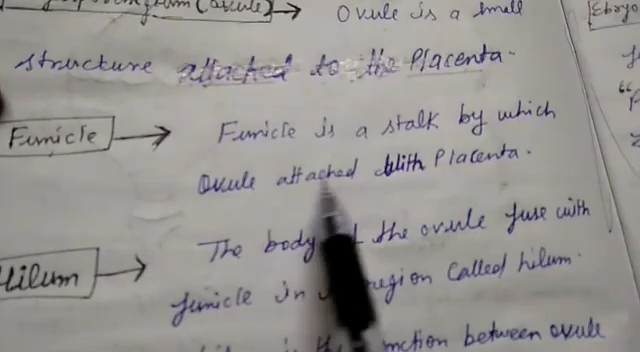 (ovule) → Ovule is a small
structure attached to the Placenta.
Funicle → Funicle is a stalk by which
Ovule attached With Placenta.
The body the ovule fuse with
Hilum → funicle in region Called hilum.
between ovule